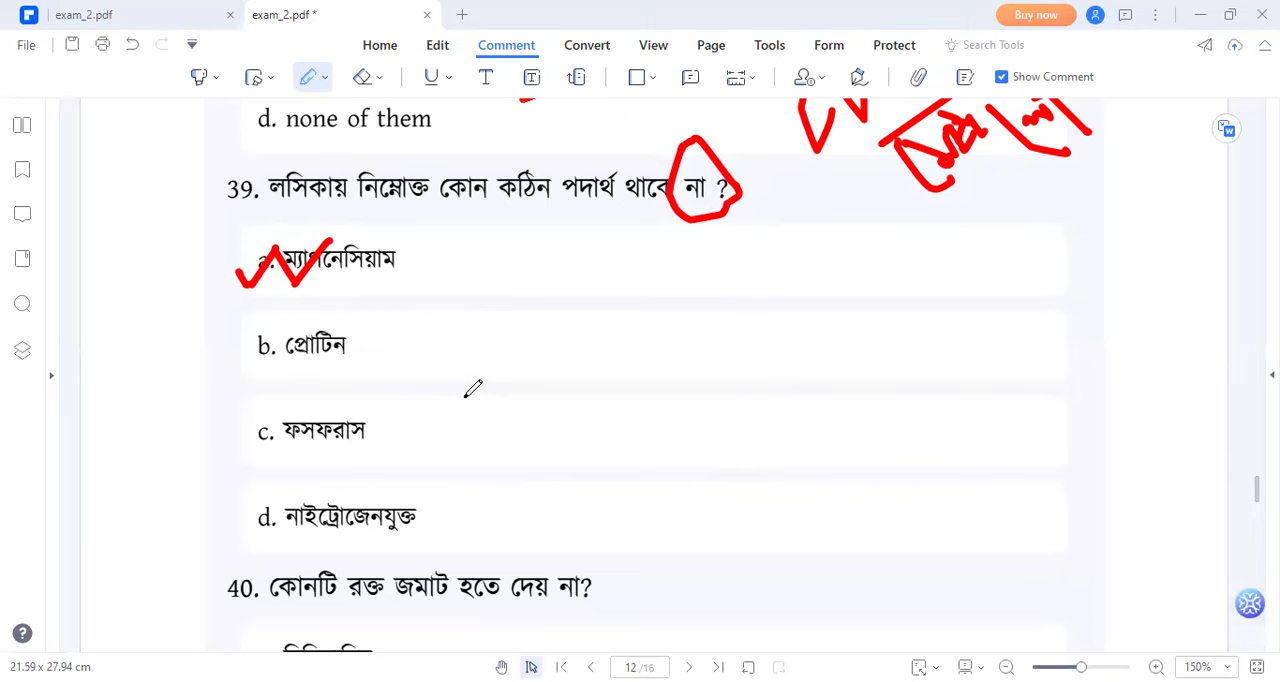 exam_2.pdf
exam_2.pdf *
Buy now
File
Home Edit Comment Convert View Page Tools Form Protect Search Tools
Show Comment
d. none of them
39. লসিকায় নিম্নোক্ত কোন কঠিন পদার্থ থাকে না ?
a. ম্যাগনেসিয়াম
b. প্রোটিন
c. ফসফরাস
d. নাইট্রোজেনযুক্ত
40. কোনটি রক্ত জমাট হতে দেয় না?
21.59 x 27.94 cm
12 /16
150%